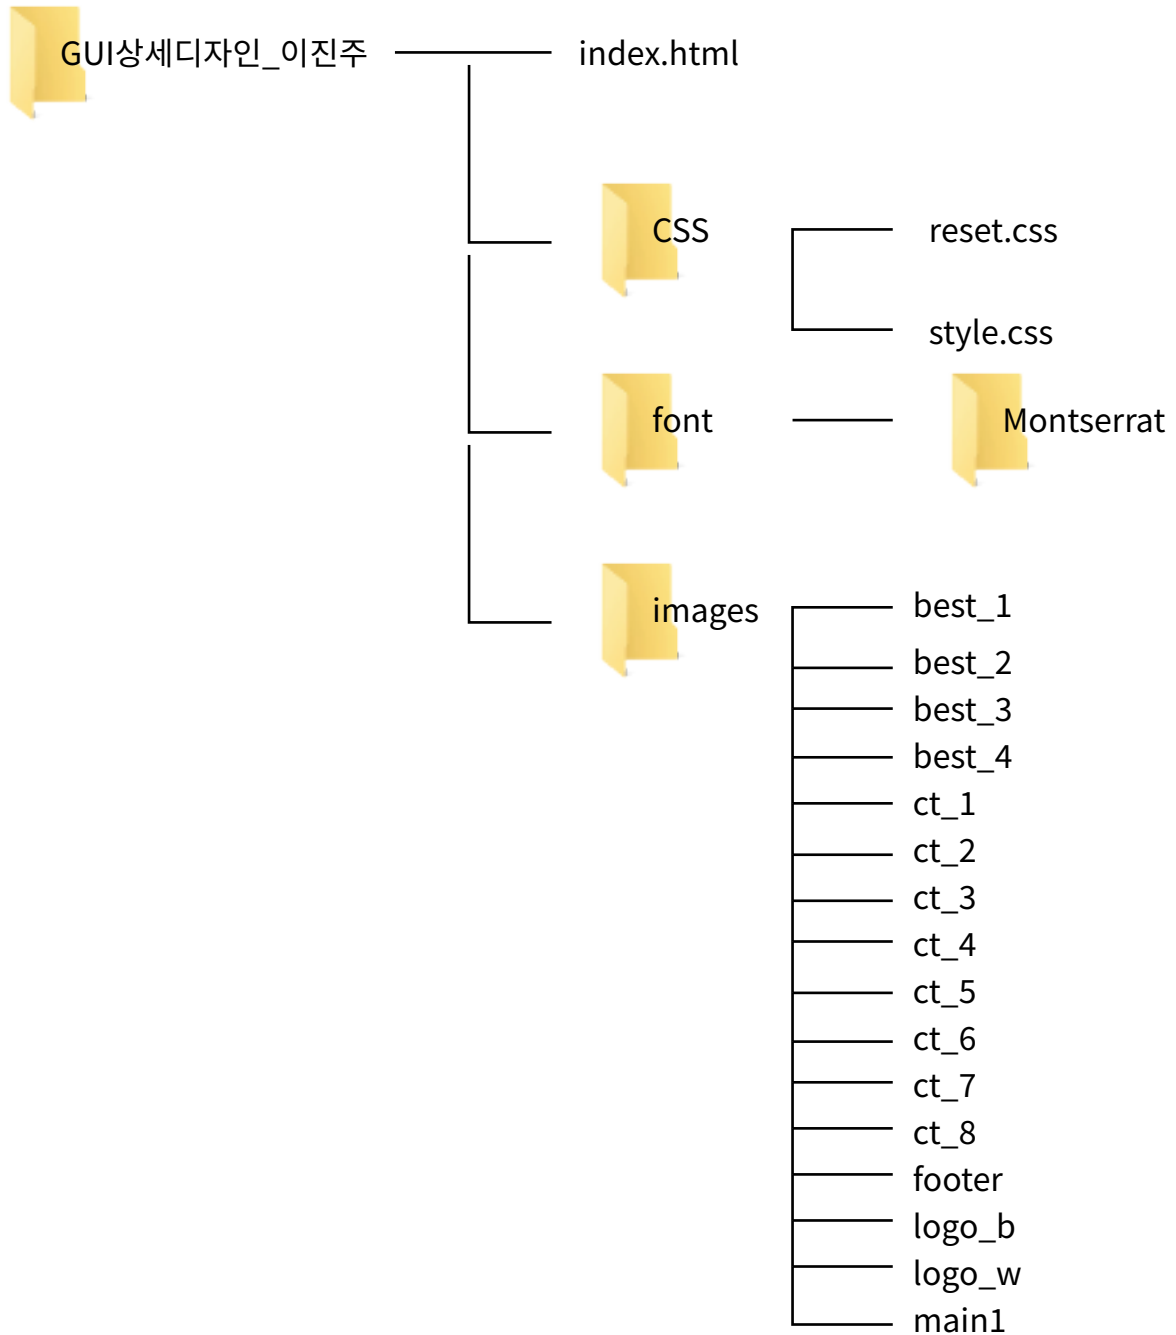 GUI상세디자인_이진주
index.html
CSS
reset.css
style.css
font
Montserrat
images
best_1
best_2
best_3
best_4
ct_1
ct_2
ct_3
ct_4
ct_5
ct_6
ct_7
ct_8
footer
logo_b
logo_w
main1